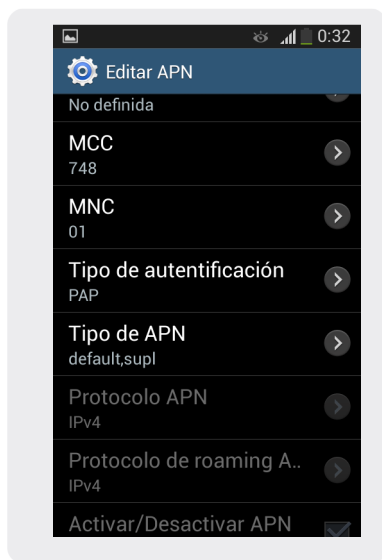 0:32
Editar APN
No definida
MCC
748
MNC
01
Tipo de autentificación
PAP
Tipo de APN
default,supl
Protocolo APN
IPv4
Protocolo de roaming A..
IPv4
Activar/Desactivar APN